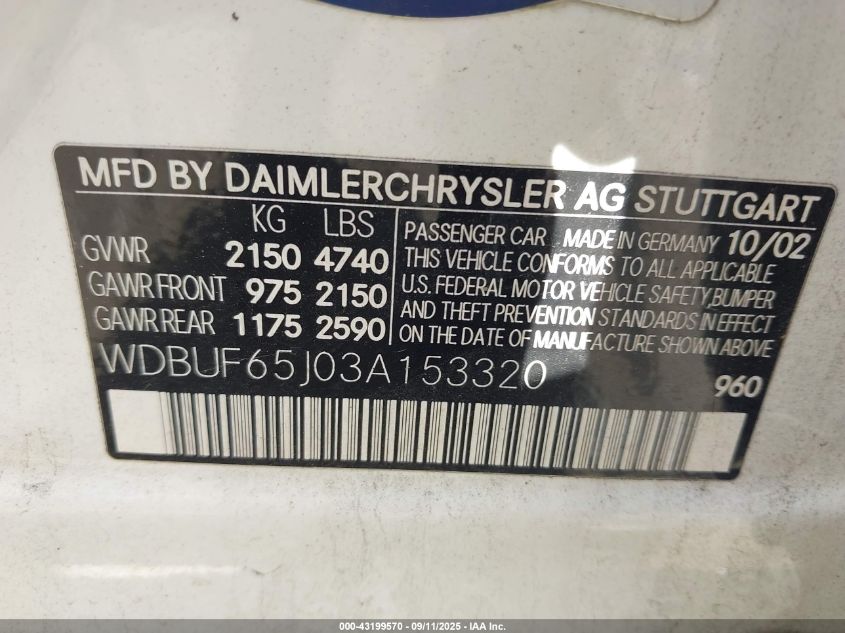 MFD BY DAIMLERCHRYSLER AG STUTTGART
KG LBS
GVWR 2150 4740
GAWR FRONT 975 2150
GAWR REAR 1175 2590
PASSENGER CAR MADE IN GERMANY 10/02
THIS VEHICLE CONFORMS TO ALL APPLICABLE
U.S. FEDERAL MOTOR VEHICLE SAFETY,BUMPER
AND THEFT PREVENTION STANDARDS IN EFFECT
ON THE DATE OF MANUFACTURE SHOWN ABOVE
WDBUF65J03A153320
960
000-43199570 - 09/11/2025 - IAA Inc.